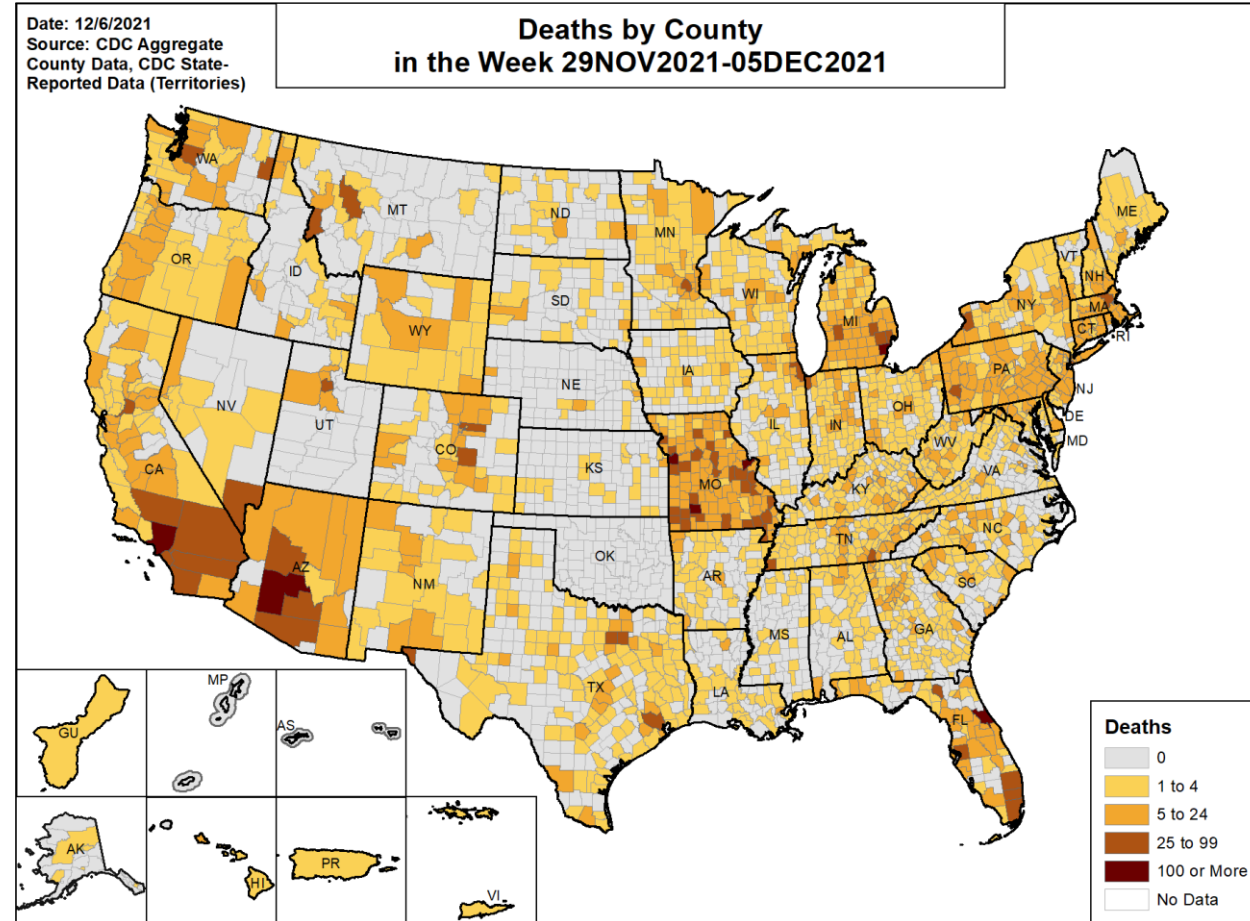 Date: 12/6/2021
Source: CDC Aggregate
County Data, CDC State-
Reported Data (Territories)
Deaths by County
in the Week 29NOV2021-05DEC2021
WA
MT
ND
MN
ME
OR
ID
SD
WI
MI
NY
VT
NH
MA
CT
RI
WY
NV
UT
NE
IA
PA
NJ
CA
CO
KS
IL
IN
OH
WV
DE
MD
VA
MO
KY
AZ
NM
OK
AR
TN
NC
SC
MS
AL
GA
TX
LA
FL
GU
MP
AS
AK
HI
PR
VI
Deaths
0
1 to 4
5 to 24
25 to 99
100 or More
No Data